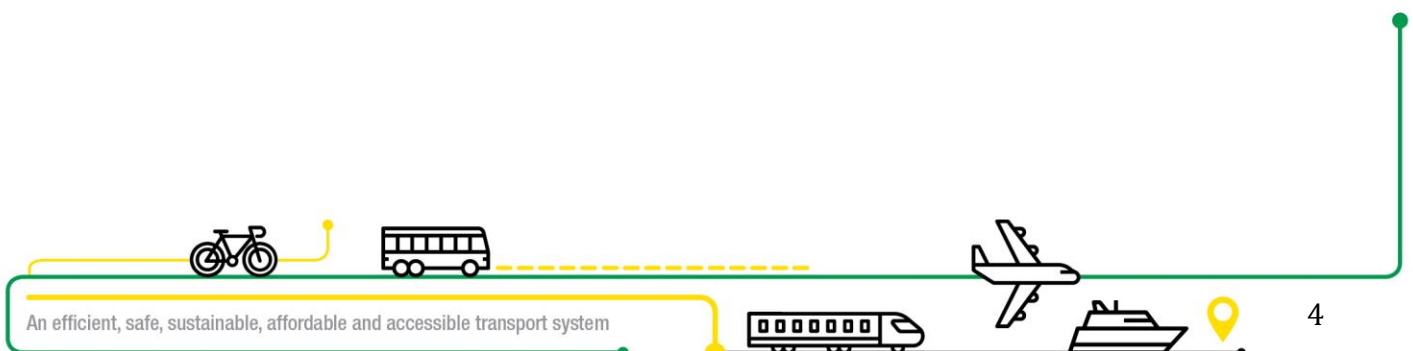 An efficient, safe, sustainable, affordable and accessible transport system
4